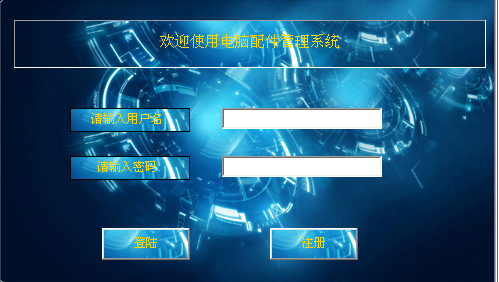 欢迎使用电脑配件管理系统
请输入用户名
请输入密码
登陆
注册